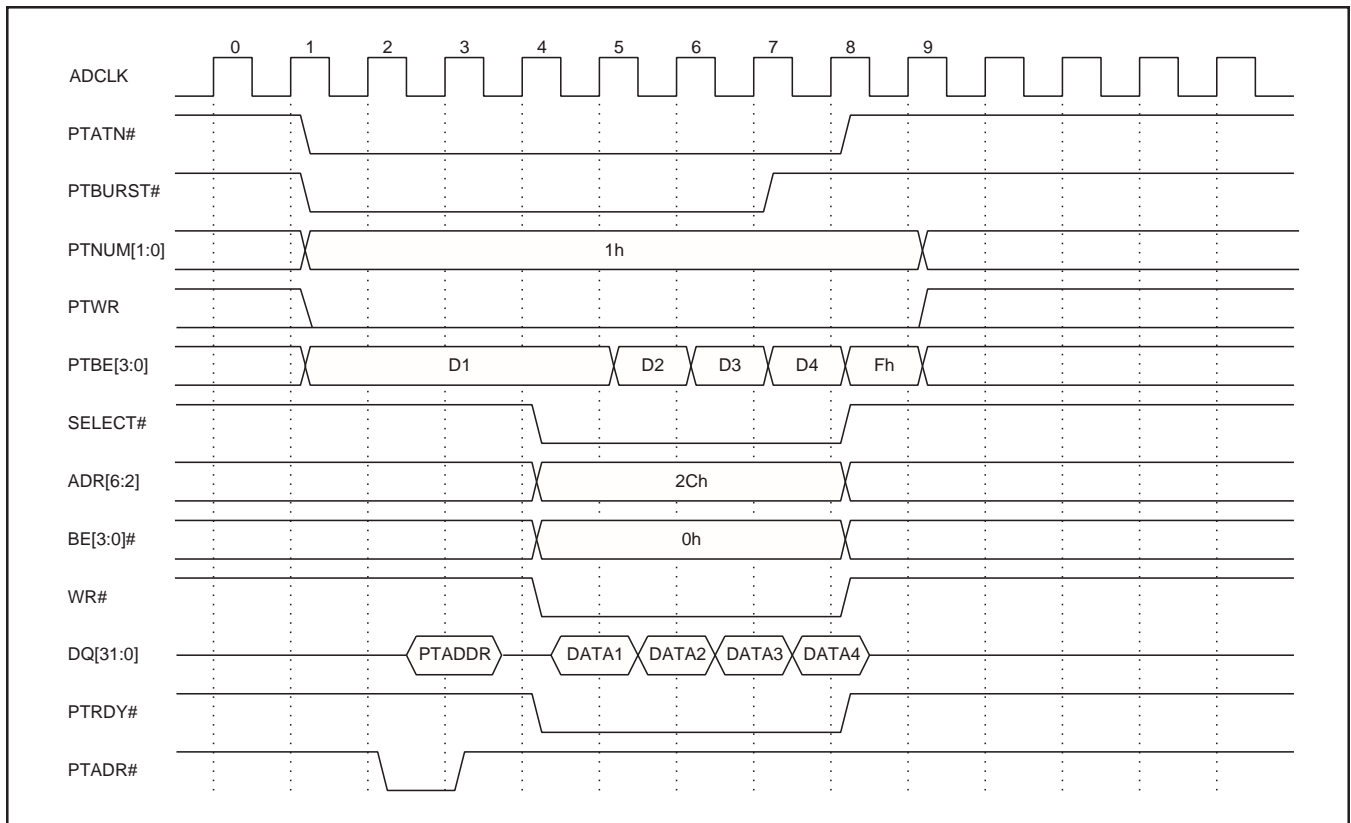 0 1 2 3 4 5 6 7 8 9
ADCLK
PTATN#
PTBURST#
PTNUM[1:0] 1h
PTWR
PTBE[3:0] D1 D2 D3 D4 Fh
SELECT#
ADR[6:2] 2Ch
BE[3:0]# 0h
WR#
DQ[31:0] PTADDR DATA1 DATA2 DATA3 DATA4
PTRDY#
PTADR#